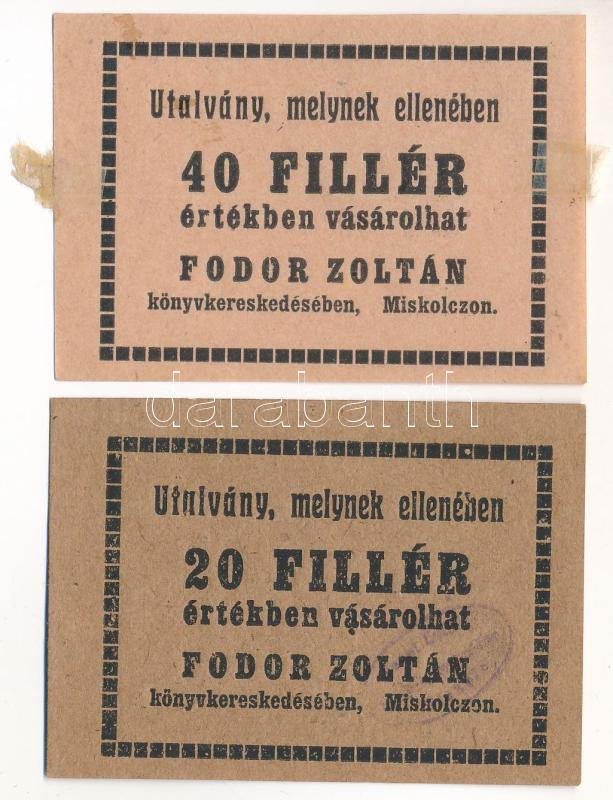 Utalvány, melynek ellenében
40 FILLÉR
értékben vásárolhat
FODOR ZOLTÁN
könyvkereskedésében, Miskolczon.
darabanth
Utalvány, melynek ellenében
20 FILLÉR
értékben vásárolhat
FODOR ZOLTÁN
könyvkereskedésében, Miskolczon.